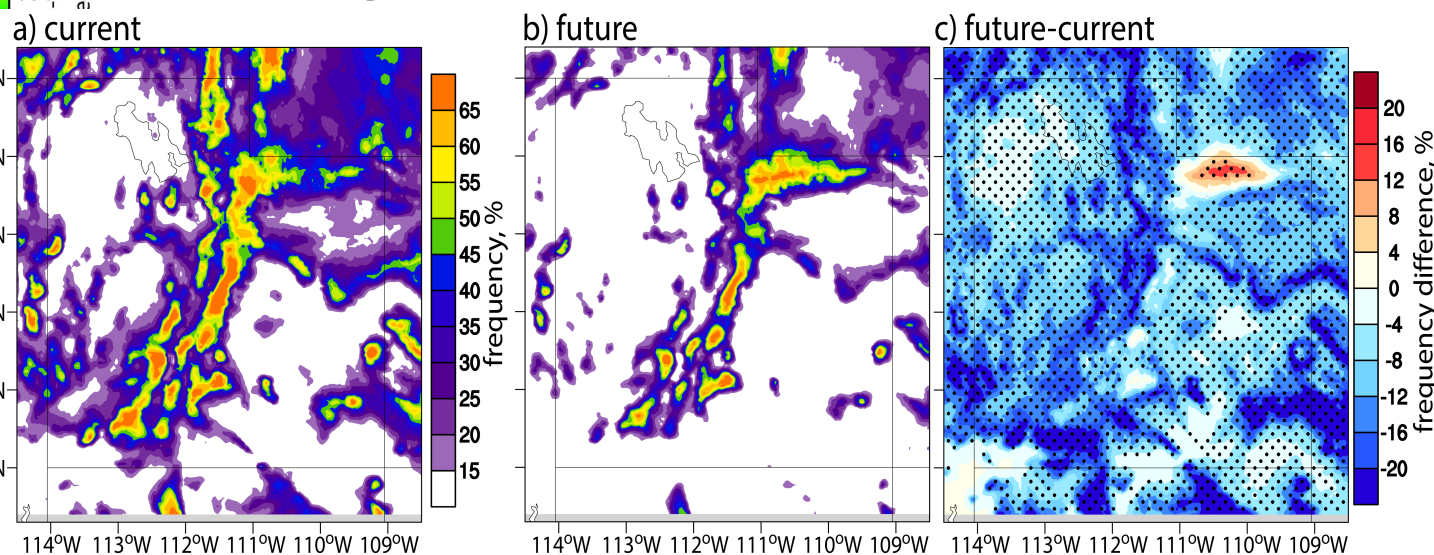 a) current
b) future
c) future-current
N
N
N
N
N
N
65
60
55
50
45
40
35
30
25
20
15
frequency, %
20
16
12
8
4
0
-4
-8
-12
-16
-20
frequency difference, %
114°W 113°W 112°W 111°W 110°W 109°W
114°W 113°W 112°W 111°W 110°W 109°W
114°W 113°W 112°W 111°W 110°W 109°W